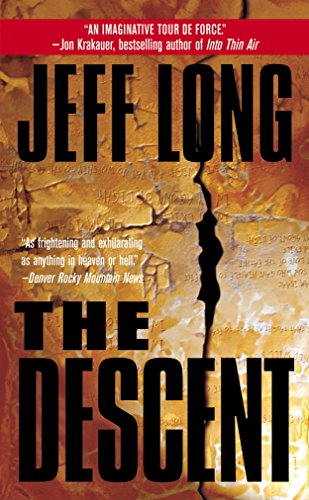 "AN IMAGINATIVE TOUR DE FORCE."
—Jon Krakauer, bestselling author of Into Thin Air
JEFF LONG
"As frightening and exhilarating
as anything in heaven or hell."
—Denver Rocky Mountain News
THE
DESCENT